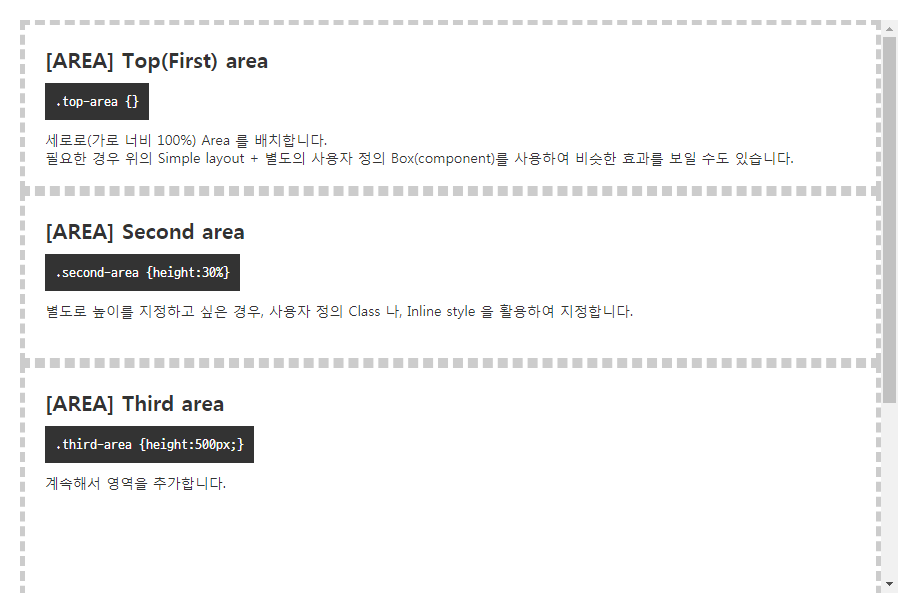 [AREA] Top(First) area
.top-area {}
세로로(가로 너비 100%) Area 를 배치합니다.
필요한 경우 위의 Simple layout + 별도의 사용자 정의 Box(component)를 사용하여 비슷한 효과를 보일 수도 있습니다.
[AREA] Second area
.second-area {height:30%}
별도로 높이를 지정하고 싶은 경우, 사용자 정의 Class 나, Inline style 을 활용하여 지정합니다.
[AREA] Third area
.third-area {height:500px;}
계속해서 영역을 추가합니다.